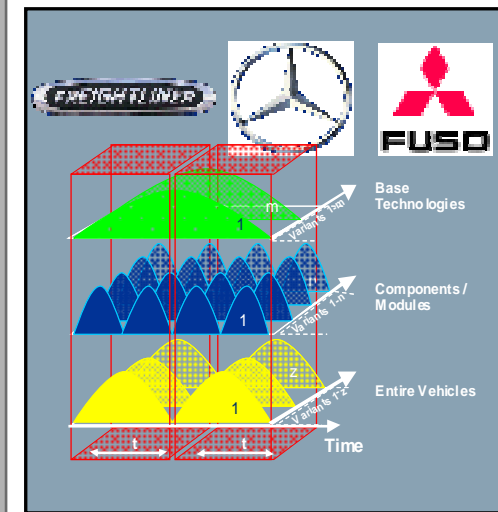 FREIGHTLINER
FUSO
Base
Technologies
m
1
Variants 1-m
Components /
Modules
1
Variants 1-n
z
Entire Vehicles
1
Variants 1-z
Time
t
t